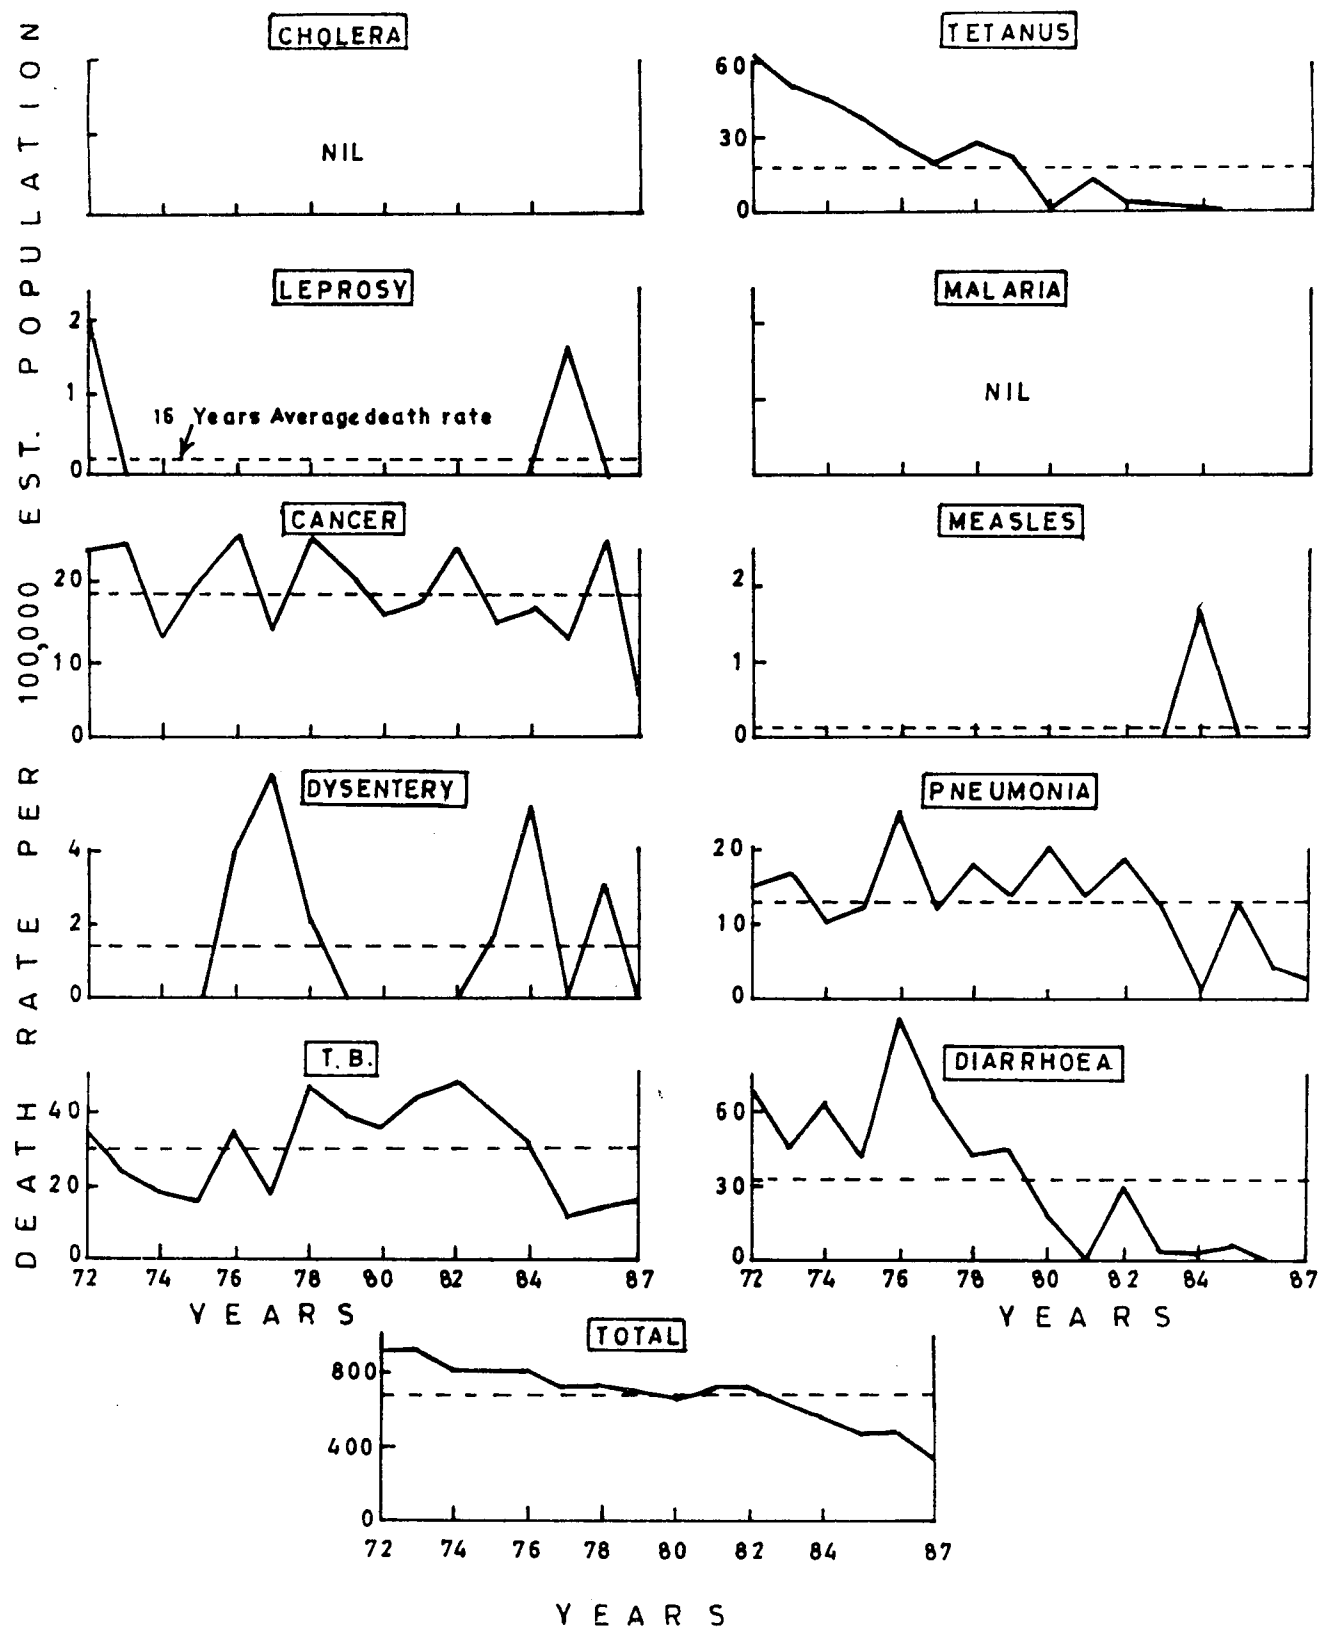 DEATH RATE PER 100,000 EST. POPULATION
CHOLERA
NIL
TETANUS
60
30
0
LEPROSY
2
1
0
16 Years Average death rate
MALARIA
NIL
CANCER
20
10
0
MEASLES
2
1
0
DYSENTERY
4
2
0
PNEUMONIA
20
10
0
T.B.
40
20
0
72 74 76 78 80 82 84 87
YEARS
DIARRHOEA
60
30
0
72 74 76 78 80 82 84 87
YEARS
TOTAL
800
400
0
72 74 76 78 80 82 84 87
YEARS